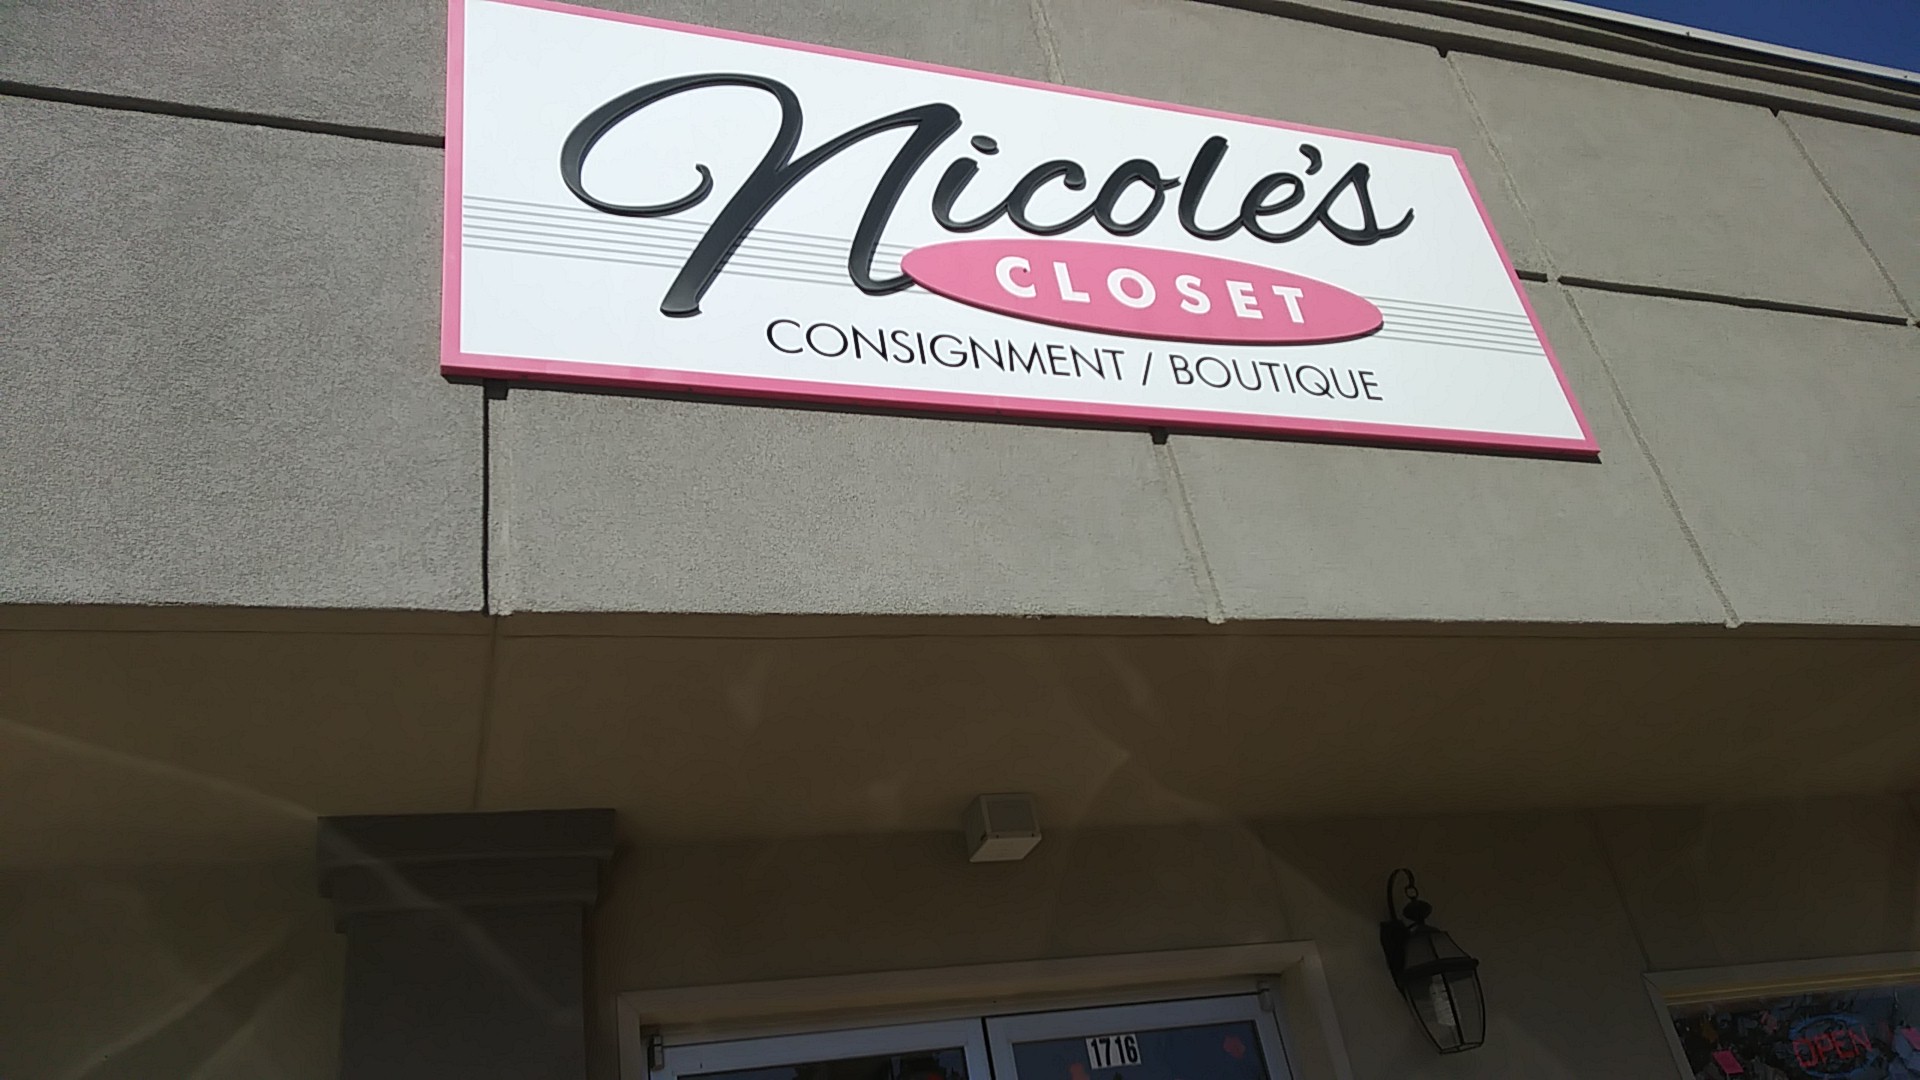 Nicole's
CLOSET
CONSIGNMENT / BOUTIQUE
1716
OPEN